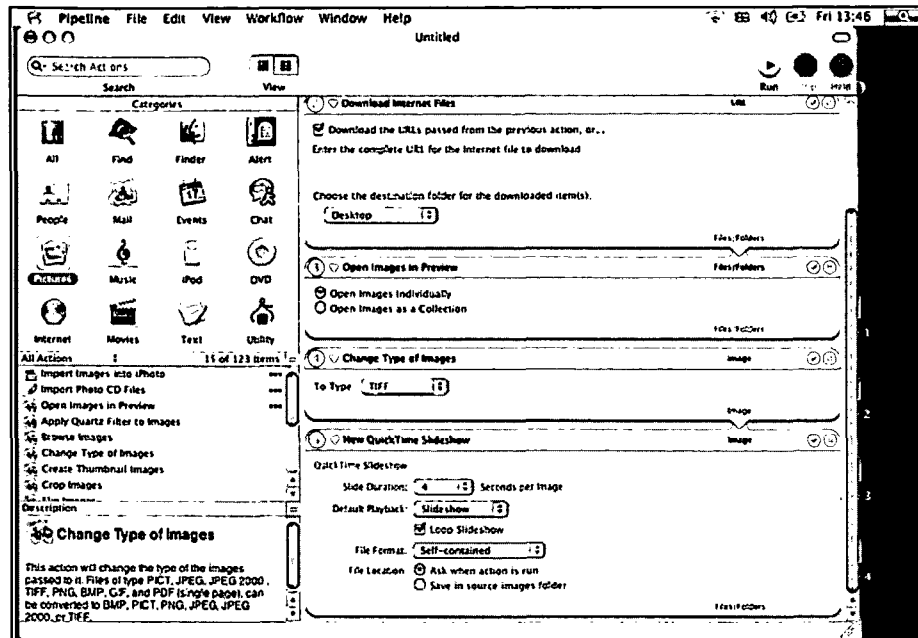 Pipeline File Edit View Workflow Window Help Fri 13:46
Untitled
Search Actions
Search View Run Help
Categories
All Find Finder Alert
People Mail Events Chat
Pictures Music iPod DVD
Internet Movies Text Utility
All Actions 15 of 123 items
Import Images into iPhoto
Import Photo CD Files
Open Images in Preview
Apply Quartz Filter to Images
Browse Images
Change Type of Images
Create Thumbnail Images
Crop Images
Description
Change Type of Images
This action will change the type of the images
passed to it. Files of type PICT, JPEG, JPEG 2000,
TIFF, PNG, BMP, GIF, and PDF (single page), can
be converted to BMP, PICT, PNG, JPEG, JPEG
2000, or TIFF.
Download Internet Files URL
Download the URLs passed from the previous action, or...
Enter the complete URL for the Internet file to download
Choose the destination folder for the downloaded item(s).
Desktop
Files/Folders
3 Open Images in Preview Files/Folders
Open Images Individually
Open Images as a Collection
Files/Folders
Change Type of Images Image
To Type TIFF
Image
New QuickTime Slideshow Image
QuickTime Slideshow
Slide Duration: 4 Seconds per Image
Default Playback: Slideshow
Loop Slideshow
File Format: Self-contained
File Location Ask when action is run
Save in source images folder
Files/Folders
1
2
3
4